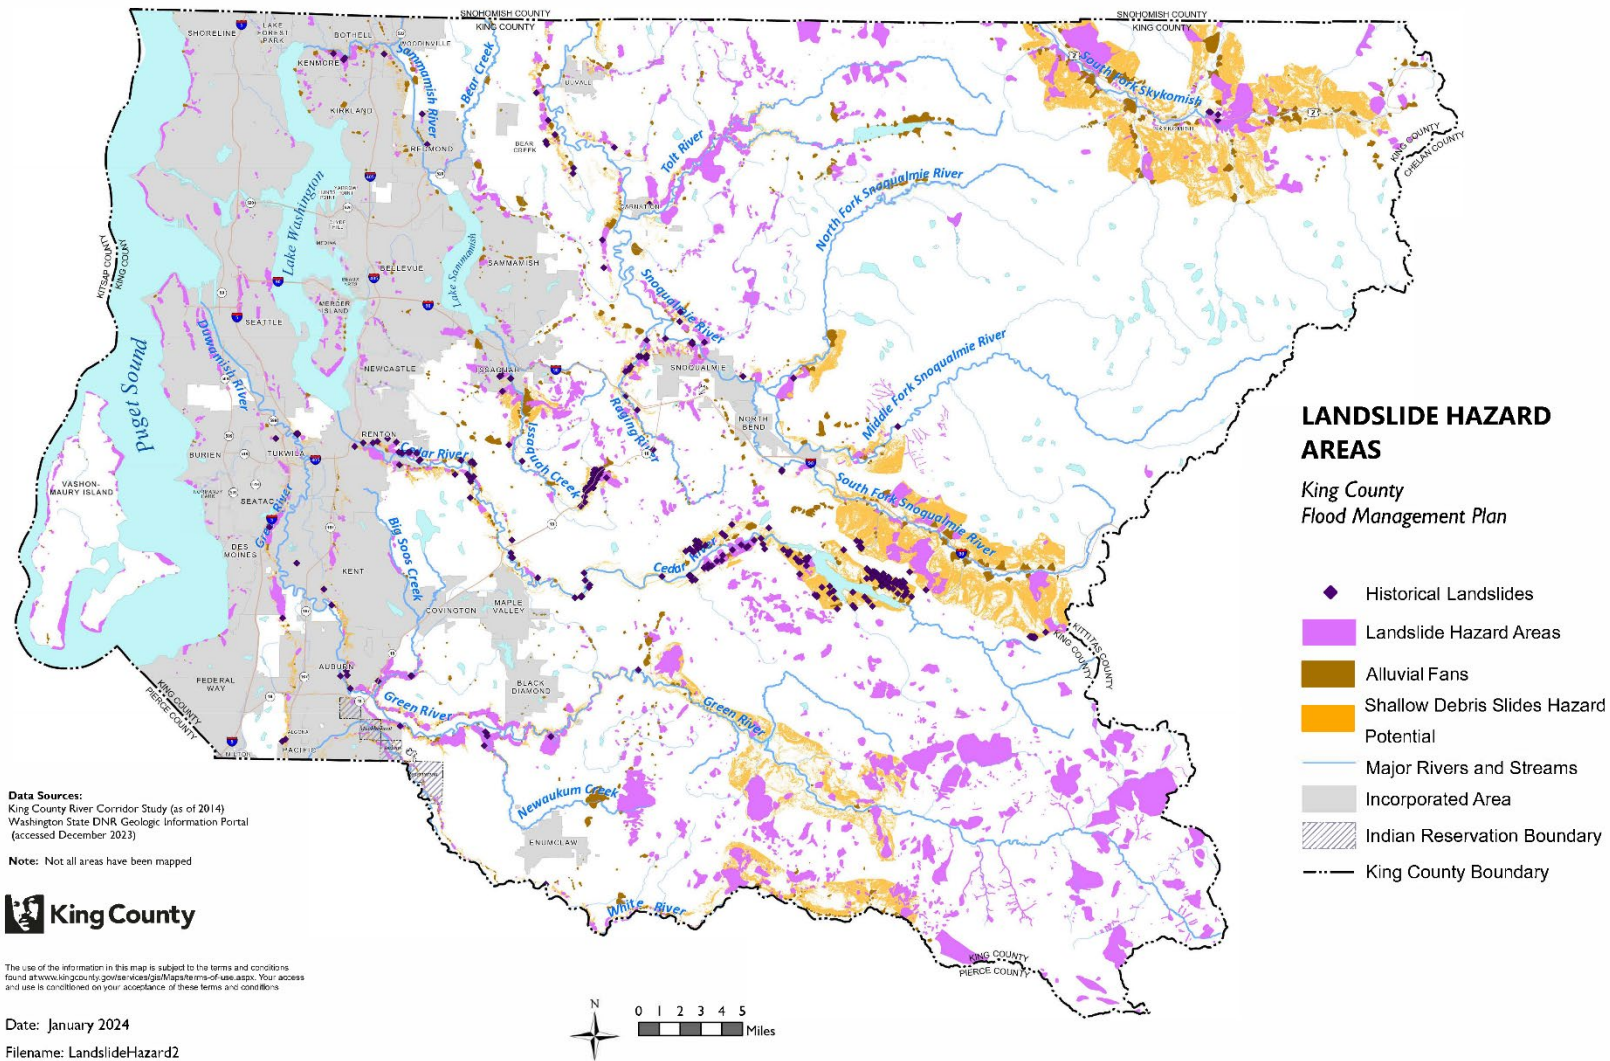 SNOHOMISH COUNTY
KING COUNTY
SNOHOMISH COUNTY
KING COUNTY
SHORELINE
LAKE
FOREST
PARK
BOTHELL
WOODINVILLE
KENMORE
Sammamish River
Bear Creek
DUVALL
KIRKLAND
REDMOND
BEAR
CREEK
Tolt River
South Fork Skykomish
2
2
SKYKOMISH
KING COUNTY
CHELAN COUNTY
North Fork Snoqualmie River
CARNATION
Lake Washington
YARROW
POINT
HUNTS
POINT
CLYDE
HILL
MEDINA
KITSAP COUNTY
KING COUNTY
BELLEVUE
SAMMAMISH
Lake Sammamish
MERCER
ISLAND
SEATTLE
Snoqualmie River
Duwamish River
Puget Sound
NEWCASTLE
ISSAQUAH
SNOQUALMIE
Middle Fork Snoqualmie River
NORTH
BEND
Raging River
Issaquah Creek
RENTON
Cedar River
BURIEN
TUKWILA
SEATAC
VASHON-
MAURY ISLAND
Green River
DES
MOINES
KENT
Big Soos Creek
South Fork Snoqualmie River
Cedar River
COVINGTON
MAPLE
VALLEY
KITTITAS COUNTY
KING COUNTY
AUBURN
FEDERAL
WAY
BLACK
DIAMOND
KING COUNTY
PIERCE COUNTY
Green River
Green River
ALGONA
PACIFIC
MILTON
Newaukum Creek
ENUMCLAW
White River
KING COUNTY
PIERCE COUNTY
LANDSLIDE HAZARD
AREAS
King County
Flood Management Plan
Historical Landslides
Landslide Hazard Areas
Alluvial Fans
Shallow Debris Slides Hazard
Potential
Major Rivers and Streams
Incorporated Area
Indian Reservation Boundary
King County Boundary
Data Sources:
King County River Corridor Study (as of 2014)
Washington State DNR Geologic Information Portal
(accessed December 2023)
Note: Not all areas have been mapped
King County
The use of the information in this map is subject to the terms and conditions
found at www.kingcounty.gov/services/gis/Maps/terms-of-use.aspx. Your access
and use is conditioned on your acceptance of these terms and conditions
Date: January 2024
Filename: LandslideHazard2
N
0 1 2 3 4 5
Miles